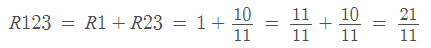 R123 = R1 + R23 = 1 + 10/11 = 11/11 + 10/11 = 21/11